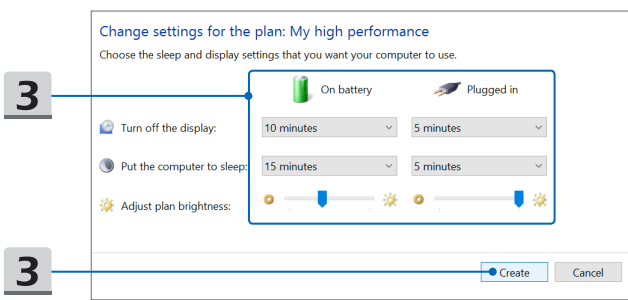 Change settings for the plan: My high performance
Choose the sleep and display settings that you want your computer to use.
3
On battery
Plugged in
Turn off the display:
10 minutes
5 minutes
Put the computer to sleep:
15 minutes
5 minutes
Adjust plan brightness:
3
Create
Cancel